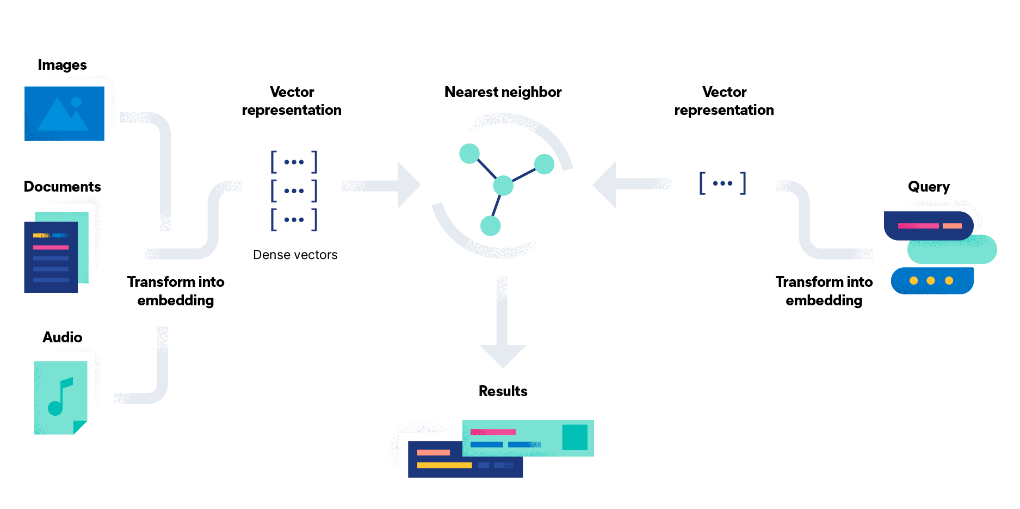 Images
Documents
Audio
Transform into
embedding
Vector
representation
[ ••• ]
[ ••• ]
[ ••• ]
Dense vectors
Nearest neighbor
Results
Vector
representation
[ ••• ]
Transform into
embedding
Query